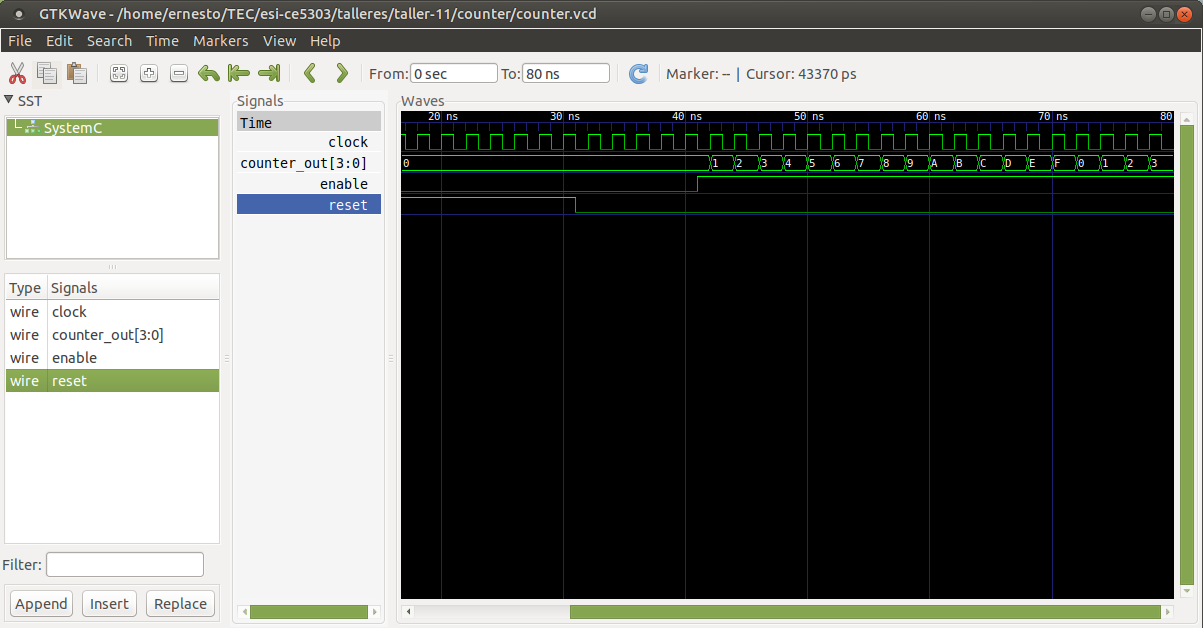 GTKWave - /home/ernesto/TEC/esi-ce5303/talleres/taller-11/counter/counter.vcd
File Edit Search Time Markers View Help
From: 0 sec To: 80 ns Marker: -- | Cursor: 43370 ps
SST
SystemC
Type Signals
wire clock
wire counter_out[3:0]
wire enable
wire reset
Filter:
Append Insert Replace
Signals
Time
clock
counter_out[3:0]
enable
reset
Waves
20 ns 30 ns 40 ns 50 ns 60 ns 70 ns 80
0 1 2 3 4 5 6 7 8 9 A B C D E F 0 1 2 3